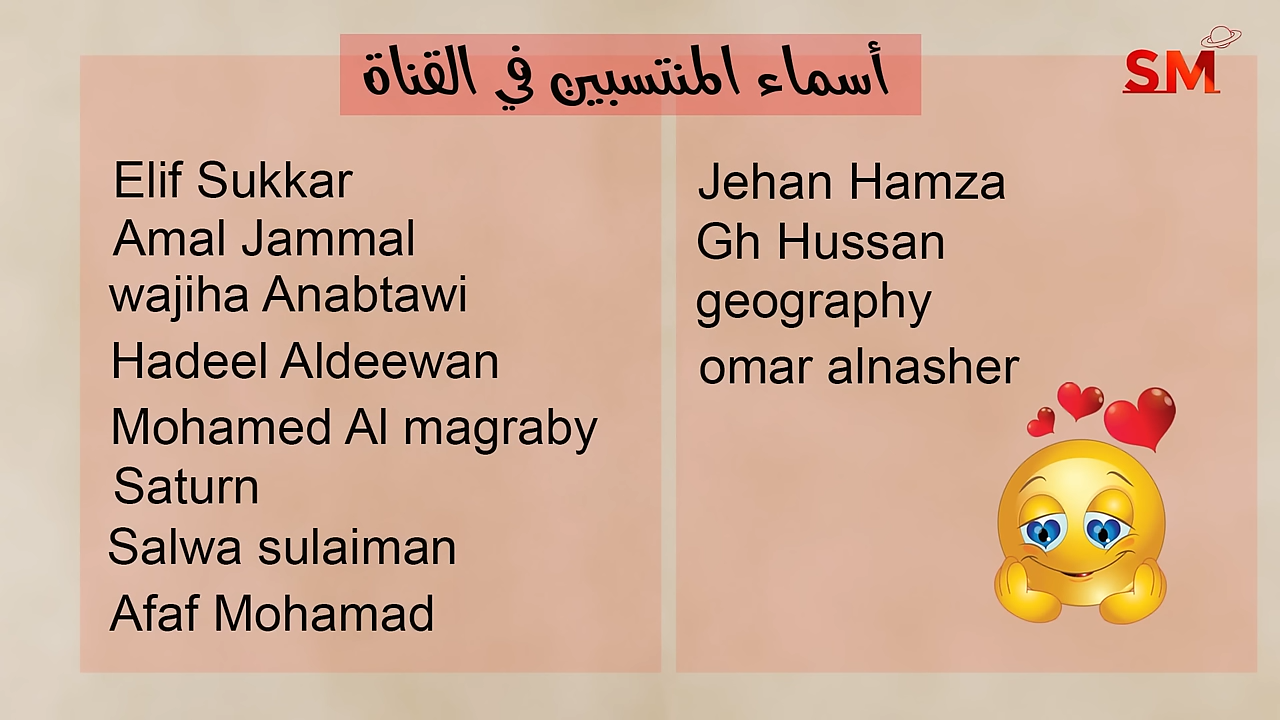 أسماء المنتسبين في القناة
SM
Elif Sukkar
Amal Jammal
wajiha Anabtawi
Hadeel Aldeewan
Mohamed Al magraby
Saturn
Salwa sulaiman
Afaf Mohamad
Jehan Hamza
Gh Hussan
geography
omar alnasher